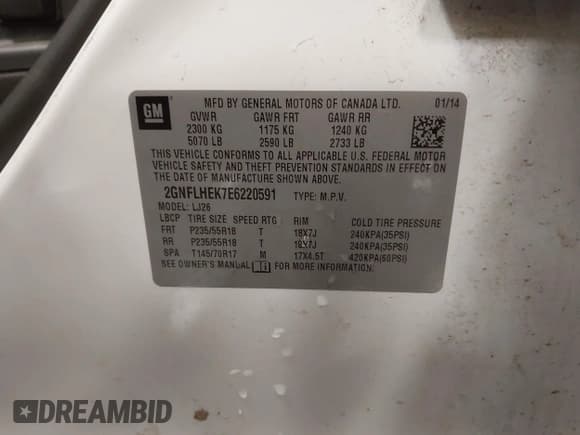 GM
MFD BY GENERAL MOTORS OF CANADA LTD. 01/14
GVWR GAWR FRT GAWR RR
2300 KG 1175 KG 1240 KG
5070 LB 2590 LB 2733 LB
THIS VEHICLE CONFORMS TO ALL APPLICABLE U.S. FEDERAL MOTOR
VEHICLE SAFETY AND THEFT PREVENTION STANDARDS IN EFFECT ON
THE DATE OF MANUFACTURE SHOWN ABOVE.
2GNFLHEK7E6220591 TYPE: M.P.V.
MODEL: LJ26
LBCP TIRE SIZE SPEED RTG RIM COLD TIRE PRESSURE
FRT P235/55R18 T 18X7J 240KPA(35PSI)
RR P235/55R18 T 18X7J 240KPA(35PSI)
SPA T145/70R17 M 17X4.5T 420KPA(60PSI)
SEE OWNER'S MANUAL FOR MORE INFORMATION.
DREAMBID